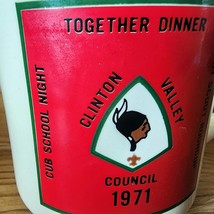 TOGETHER DINNER
CUB SCHOOL NIGHT
CLINTON VALLEY
COUNCIL
1971